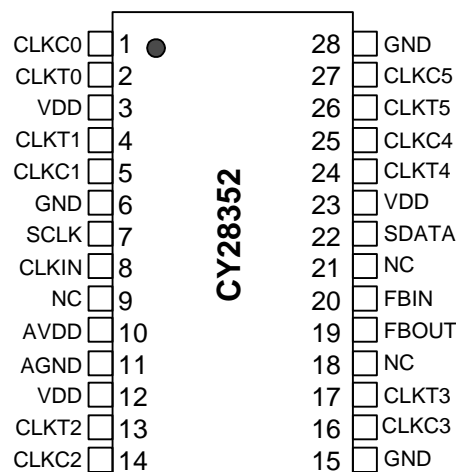 CLKC0 1 28 GND
CLKT0 2 27 CLKC5
VDD 3 26 CLKT5
CLKT1 4 25 CLKC4
CLKC1 5 24 CLKT4
GND 6 23 VDD
SCLK 7 22 SDATA
CLKIN 8 21 NC
NC 9 20 FBIN
AVDD 10 19 FBOUT
AGND 11 18 NC
VDD 12 17 CLKT3
CLKT2 13 16 CLKC3
CLKC2 14 15 GND
CY28352